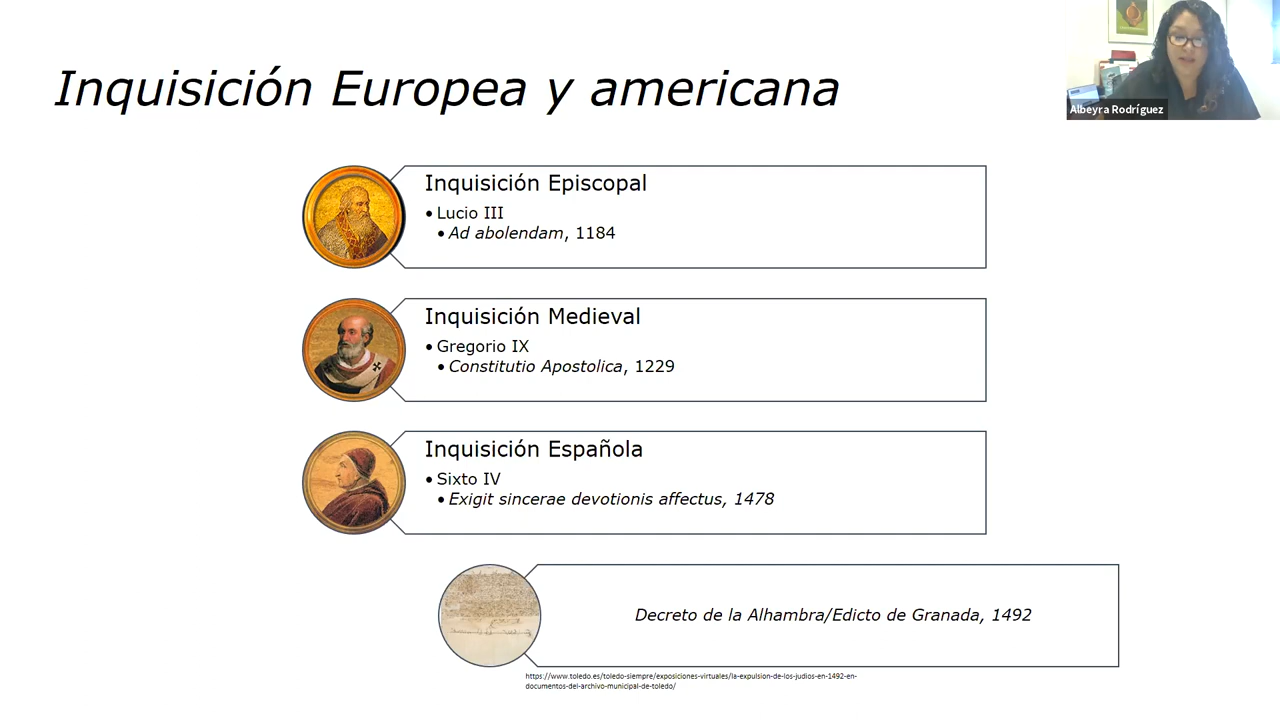 Inquisición Europea y americana
Albeyra Rodríguez
Inquisición Episcopal
• Lucio III
• Ad abolendam, 1184
Inquisición Medieval
• Gregorio IX
• Constitutio Apostolica, 1229
Inquisición Española
• Sixto IV
• Exigit sincerae devotionis affectus, 1478
Decreto de la Alhambra/Edicto de Granada, 1492
https://www.toledo.es/toledo-siempre/exposiciones-virtuales/la-expulsion-de-los-judios-en-1492-en-
documentos-del-archivo-municipal-de-toledo/